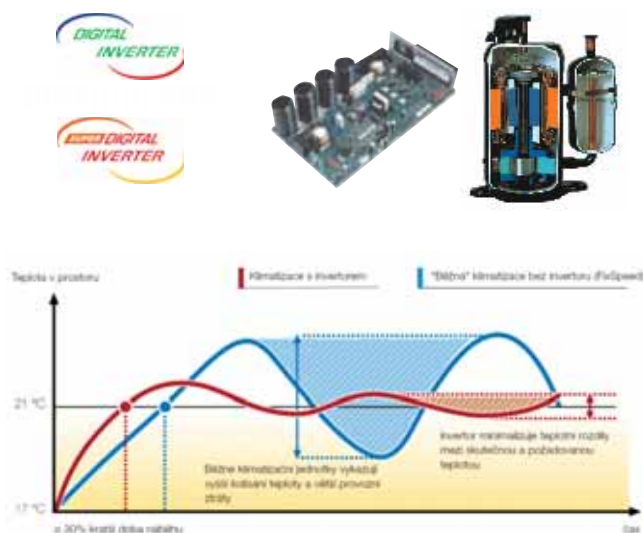 DIGITAL
INVERTER
SUPER DIGITAL
INVERTER
Teplota v prostoru
Klimatizace s invertorem
"Běžná" klimatizace bez invertoru (FixSpeed)
21 °C
Invertor minimalizuje teplotní rozdíly
mezi skutečnou a požadovanou
teplotou
Běžné klimatizační jednotky vykazují
vyšší kolísání teploty a větší provozní
ztráty
17 °C
o 30% kratší doba náběhu
čas